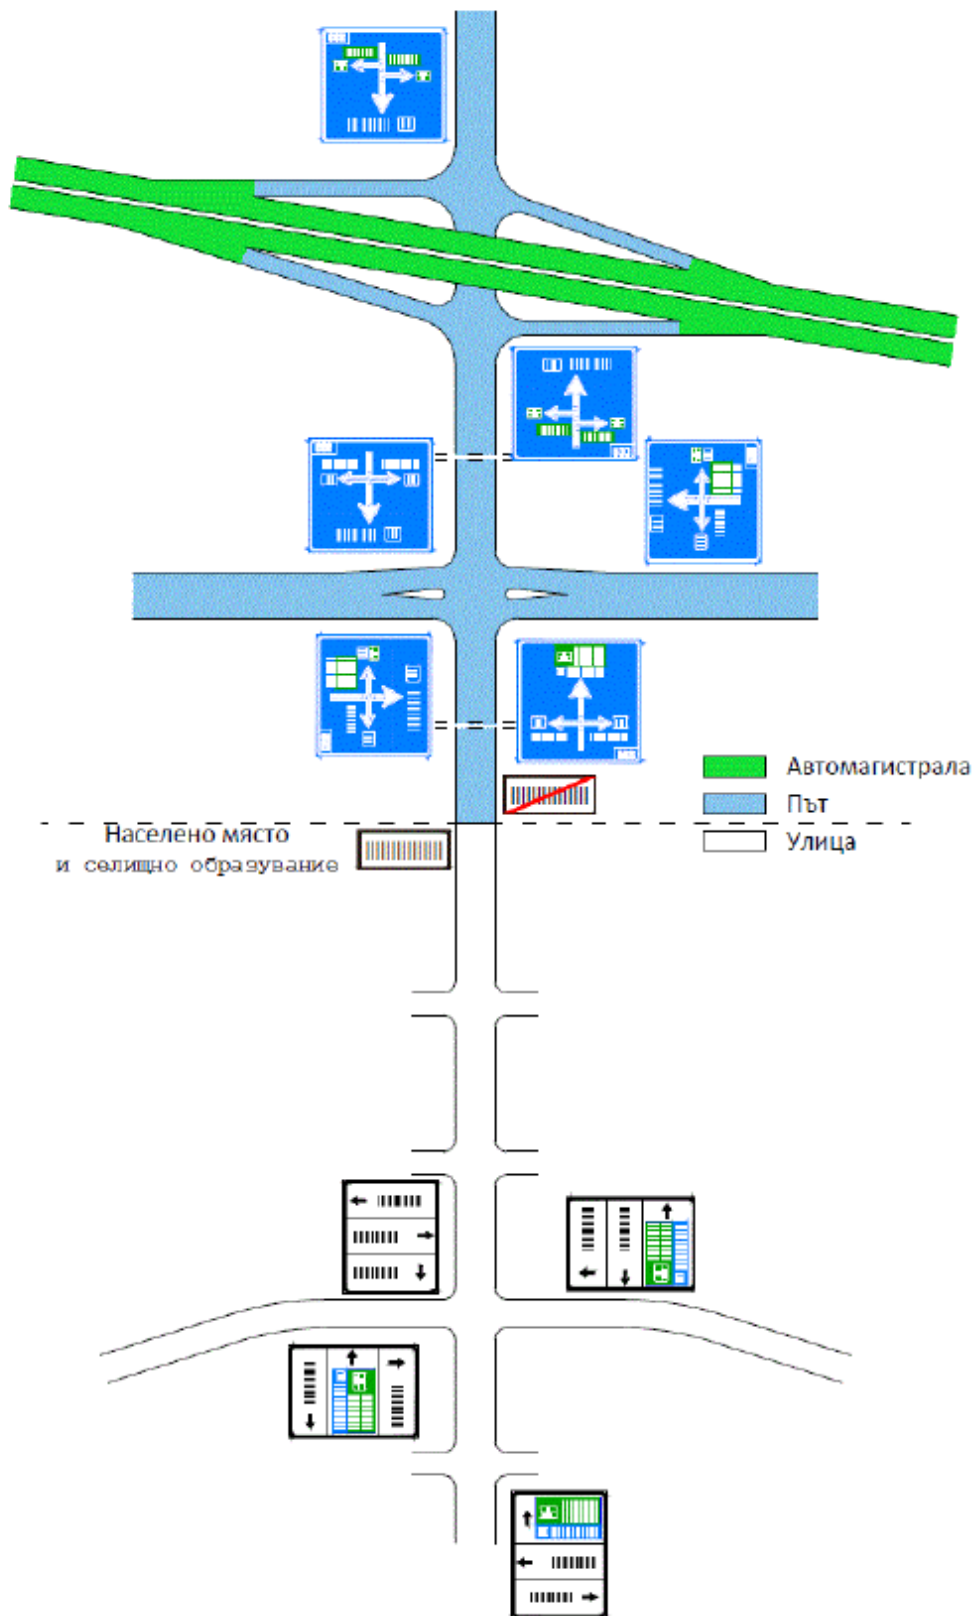 Автомагистрала
Път
Улица
Населено място
и селищно образувание